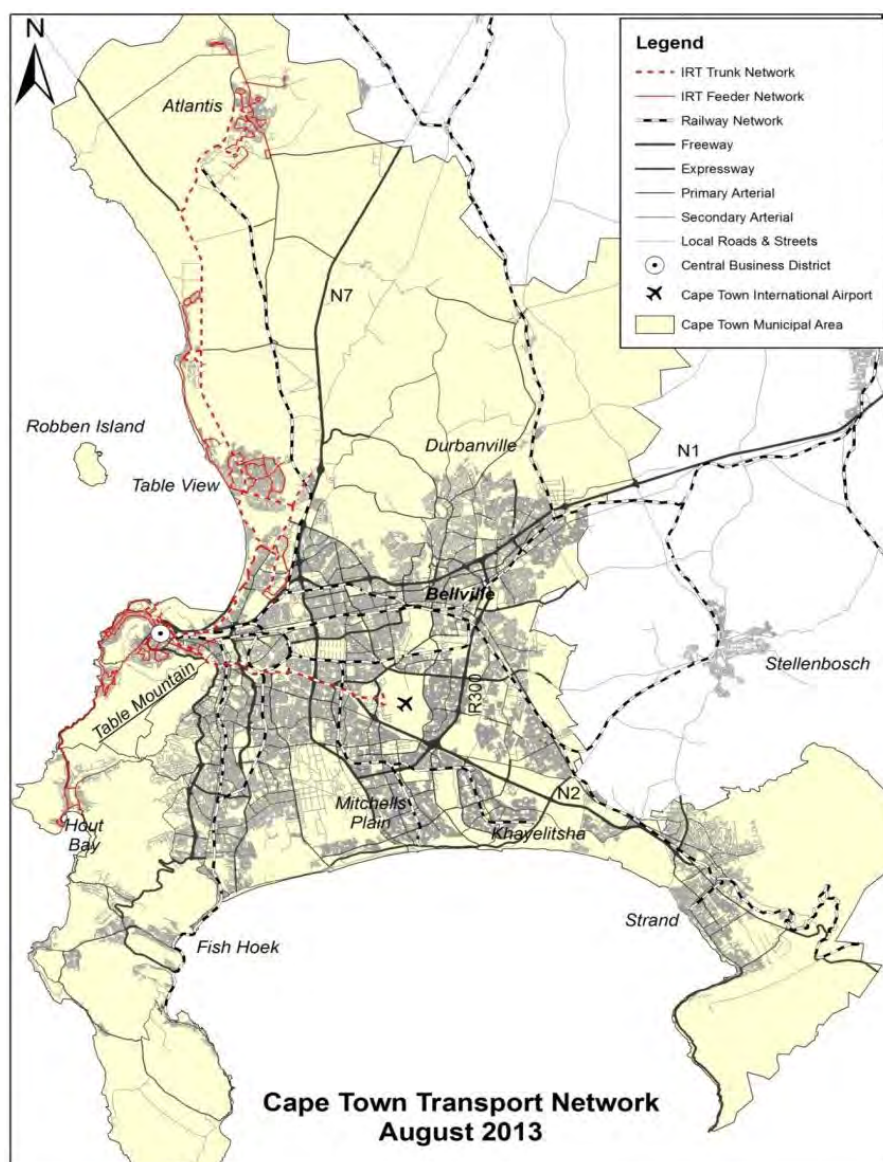 N
Legend
IRT Trunk Network
IRT Feeder Network
Railway Network
Freeway
Expressway
Primary Arterial
Secondary Arterial
Local Roads & Streets
Central Business District
Cape Town International Airport
Cape Town Municipal Area
Atlantis
N7
Robben Island
Durbanville
N1
Table View
Bellville
Stellenbosch
Table Mountain
R300
N2
Mitchells
Plain
Khayelitsha
Hout
Bay
Strand
Fish Hoek
Cape Town Transport Network
August 2013